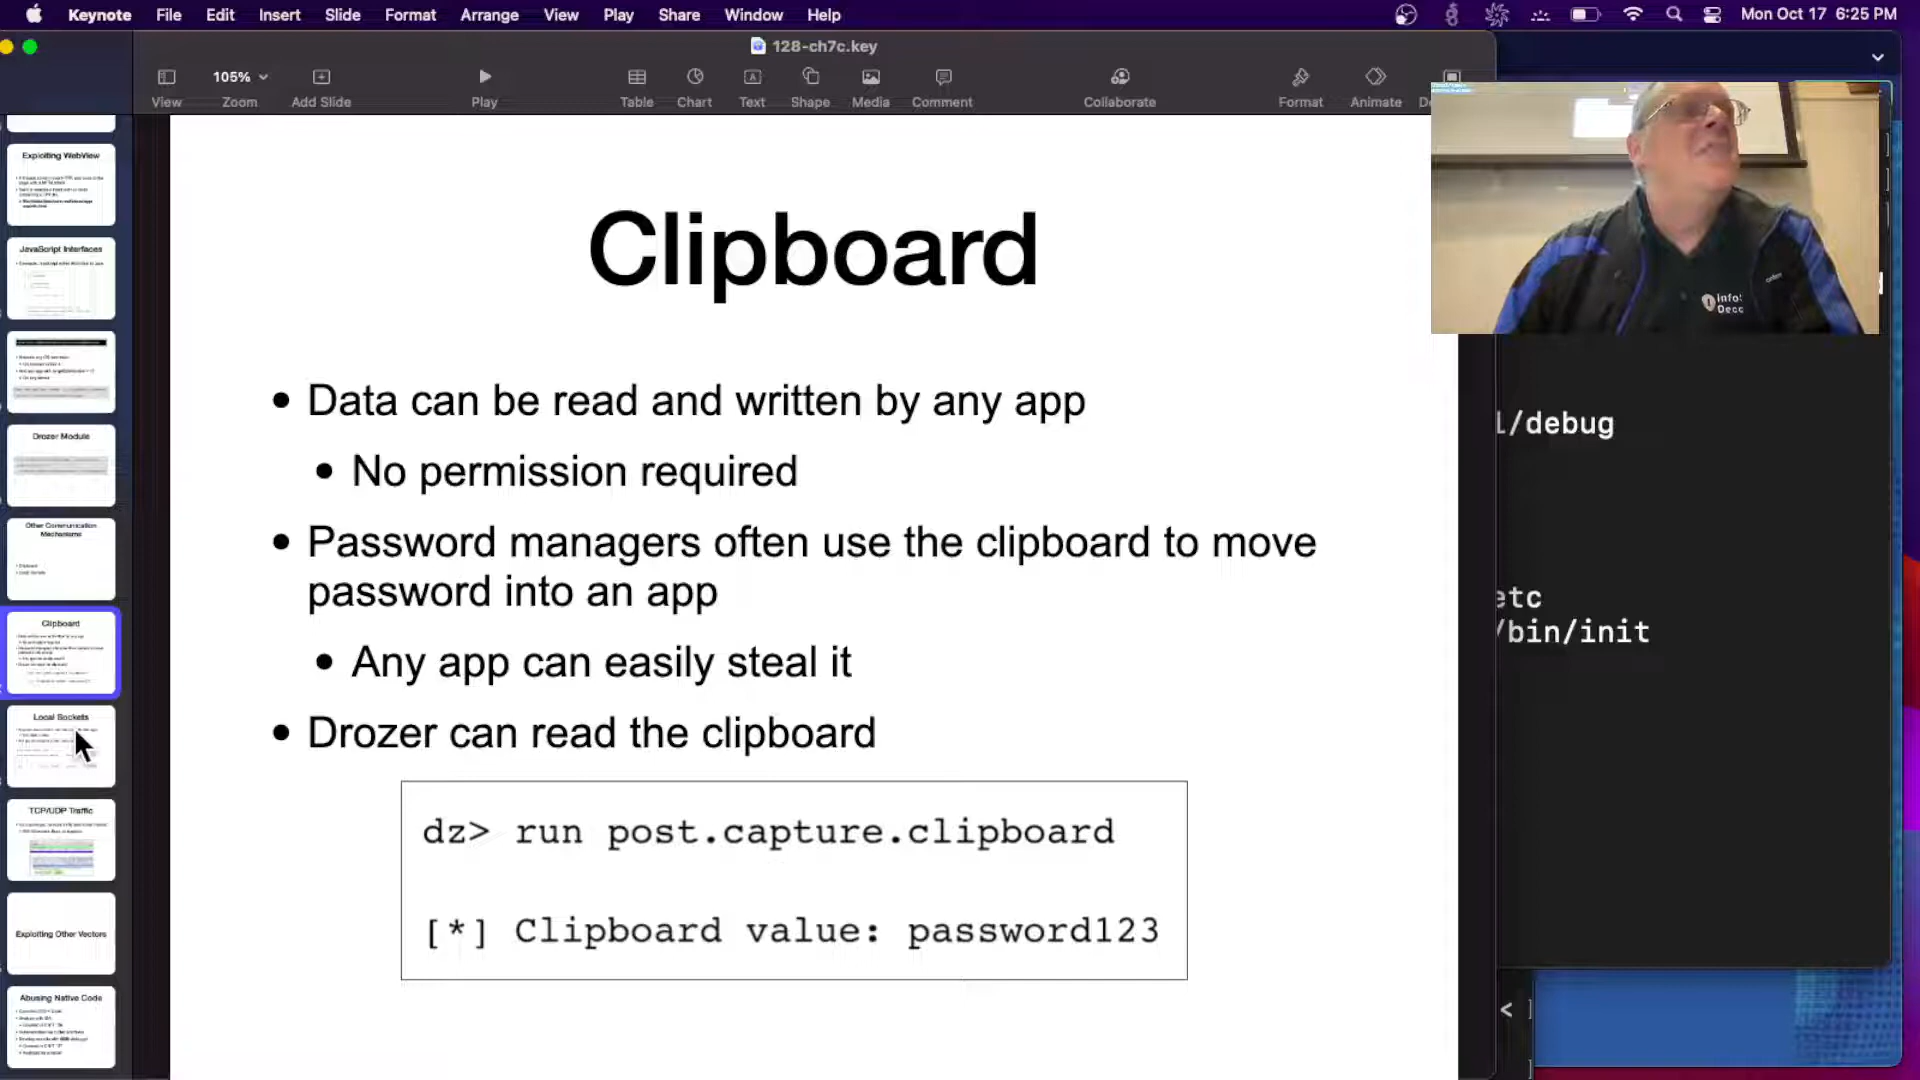 Keynote File Edit Insert Slide Format Arrange View Play Share Window Help Mon Oct 17 6:25 PM
128-ch7c.key
105%
View Zoom Add Slide Play Table Chart Text Shape Media Comment Collaborate Format Animate
Exploiting WebView
JavaScript Interfaces
Drozer Module
Other Communication
Mechanisms
Clipboard
Local Sockets
TCP/UDP Traffic
Exploiting Other Vectors
Abusing Native Code
Clipboard
• Data can be read and written by any app
• No permission required
• Password managers often use the clipboard to move
password into an app
• Any app can easily steal it
• Drozer can read the clipboard
dz> run post.capture.clipboard
[*] Clipboard value: password123
/debug
etc
/bin/init
< ]